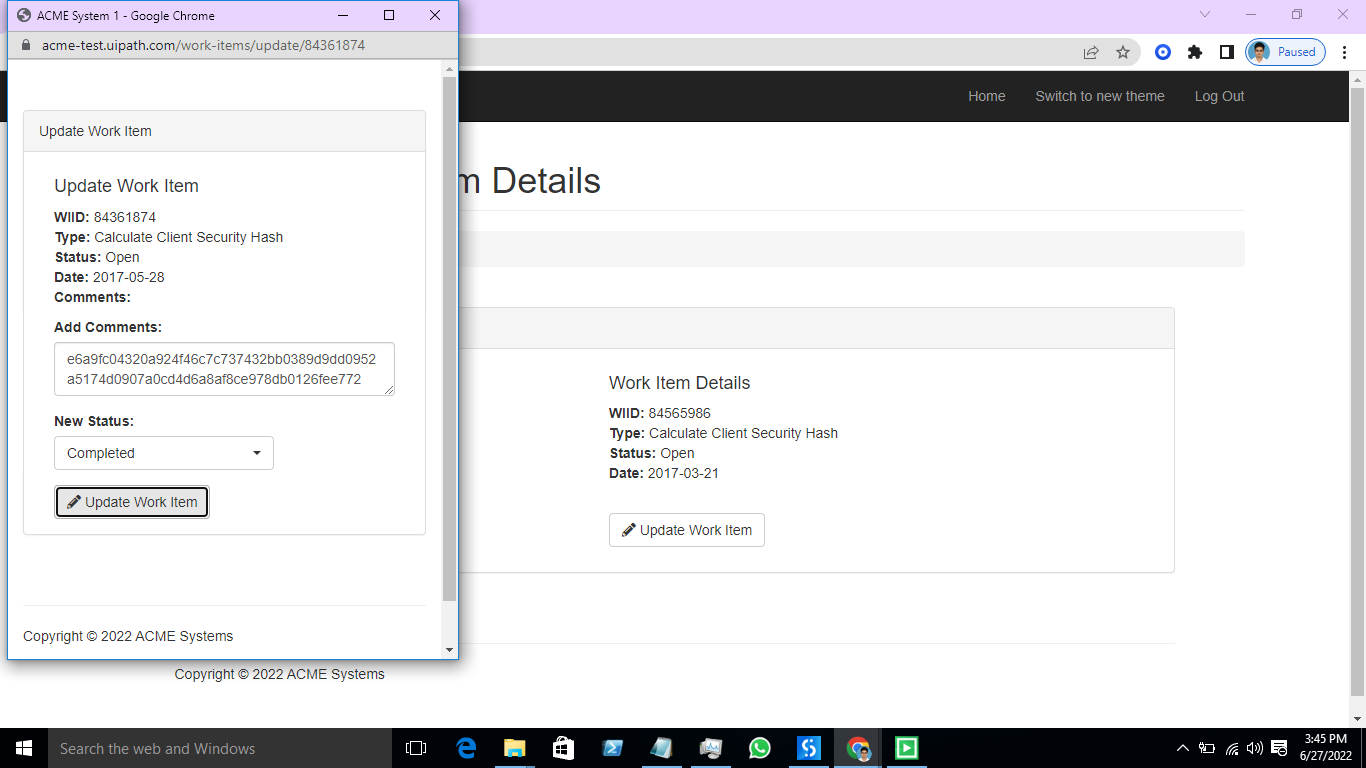 ACME System 1 - Google Chrome
acme-test.uipath.com/work-items/update/84361874
Paused
Home Switch to new theme Log Out
Update Work Item
Update Work Item
WIID: 84361874
Type: Calculate Client Security Hash
Status: Open
Date: 2017-05-28
Comments:
Add Comments:
e6a9fc04320a924f46c7c737432bb0389d9dd0952
a5174d0907a0cd4d6a8af8ce978db0126fee772
New Status:
Completed
Update Work Item
Copyright © 2022 ACME Systems
m Details
Work Item Details
WIID: 84565986
Type: Calculate Client Security Hash
Status: Open
Date: 2017-03-21
Update Work Item
Copyright © 2022 ACME Systems
Search the web and Windows
3:45 PM
6/27/2022